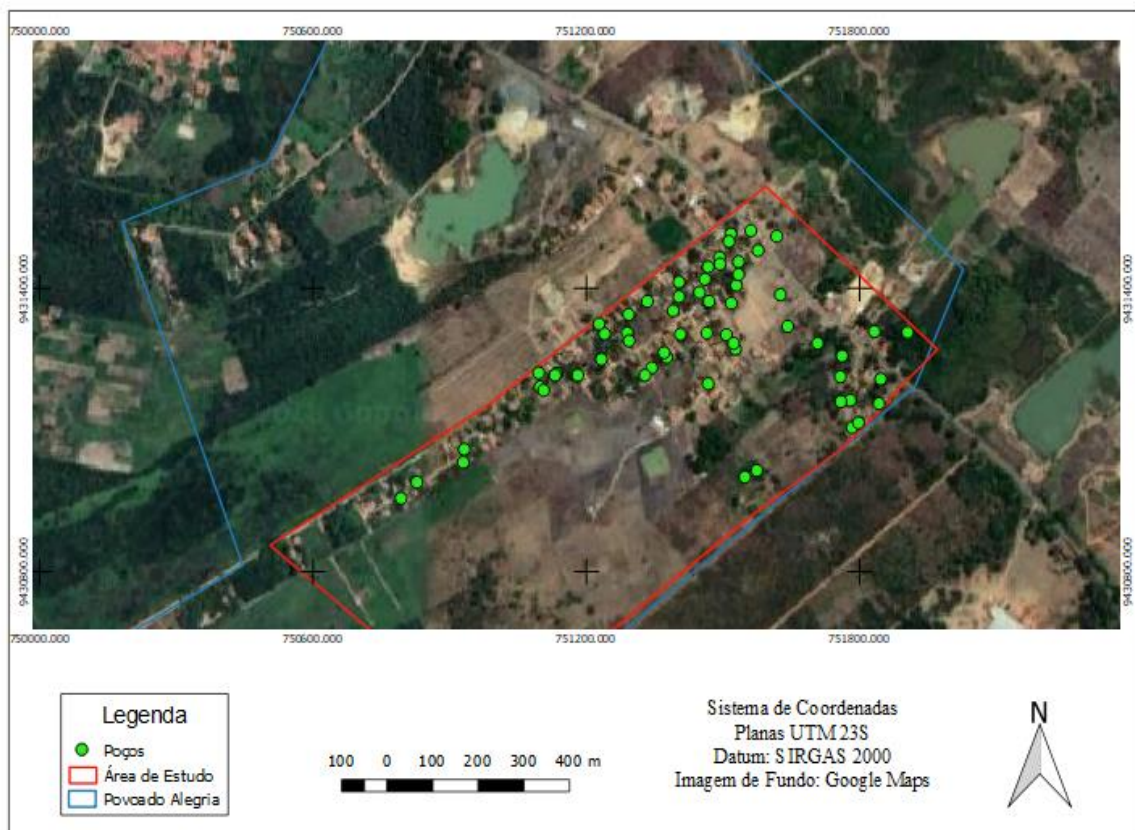 750000.000 750600.000 751200.000 751800.000
9431400.000
9431400.000
9430800.000
9430800.000
750000.000 750600.000 751200.000 751800.000
Legenda
Poços
Área de Estudo
Povoado Alegria
100 0 100 200 300 400 m
Sistema de Coordenadas
Planas UTM 23S
Datum: SIRGAS 2000
Imagem de Fundo: Google Maps
N